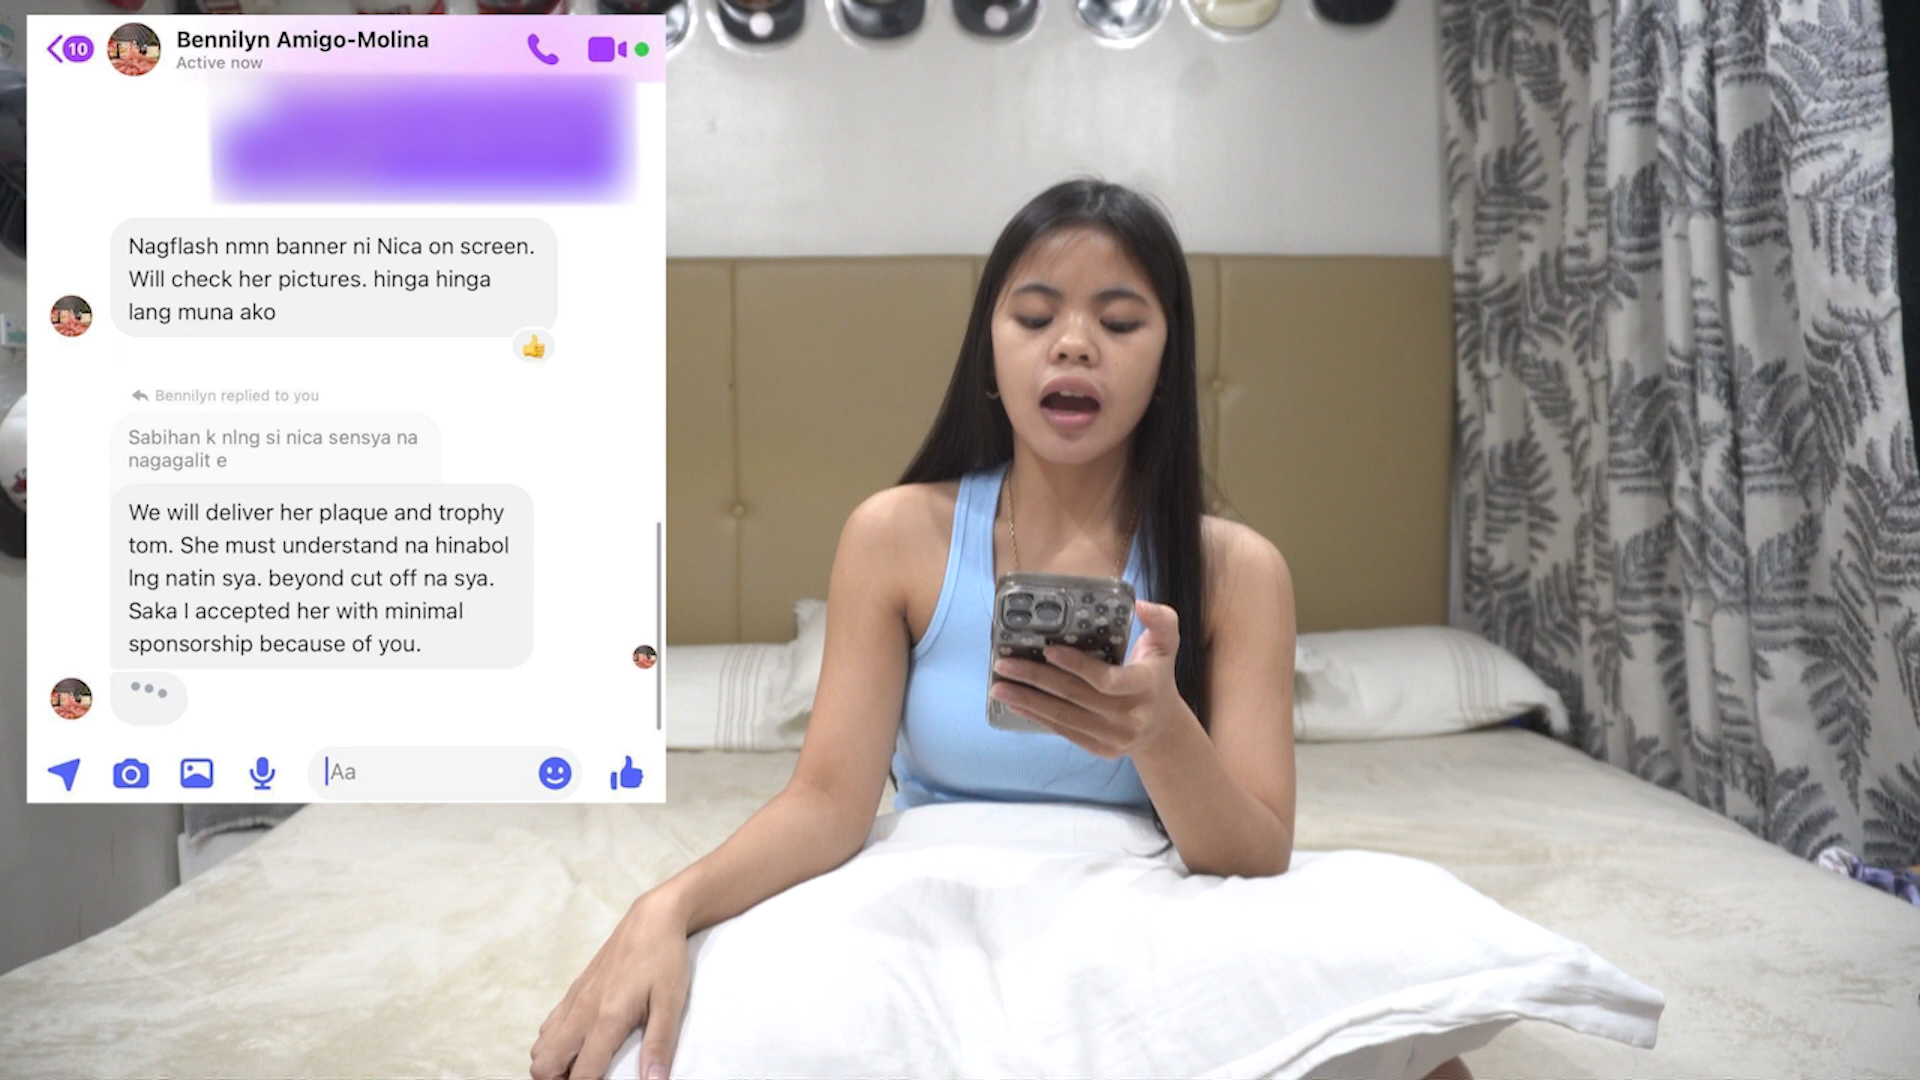 10
Bennilyn Amigo-Molina
Active now
Nagflash nmn banner ni Nica on screen.
Will check her pictures. hinga hinga
lang muna ako
Bennilyn replied to you
Sabihan k nlng si nica sensya na
nagagalit e
We will deliver her plaque and trophy
tom. She must understand na hinabol
lng natin sya. beyond cut off na sya.
Saka I accepted her with minimal
sponsorship because of you.
Aa